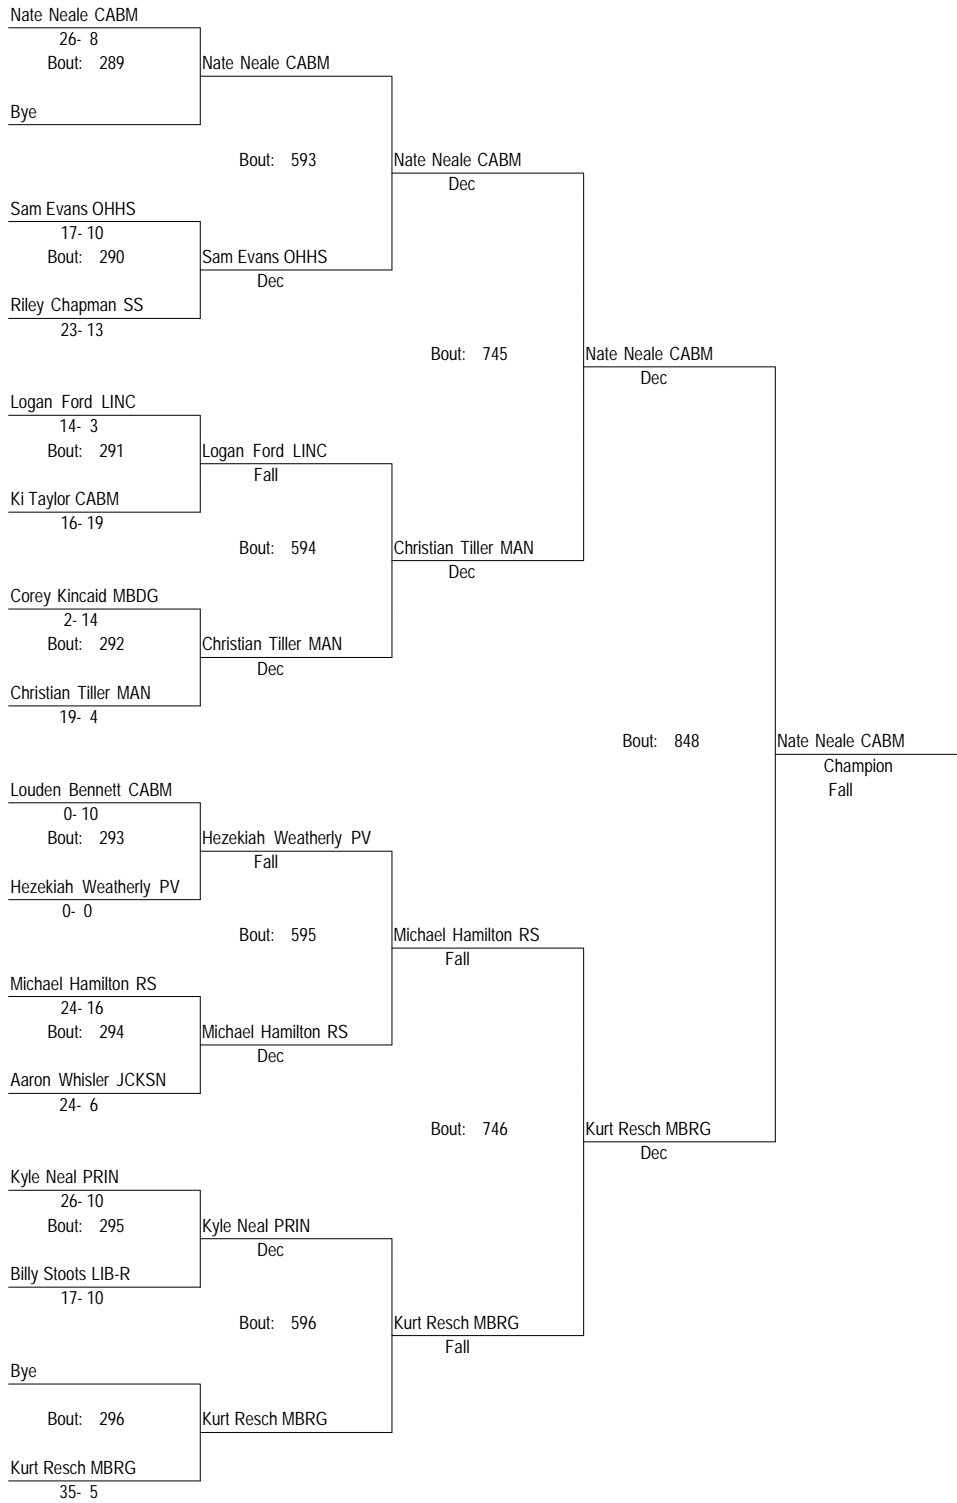 Nate Neale CABM
26- 8
Bout: 289
Nate Neale CABM
Bye
Bout: 593
Nate Neale CABM
Dec
Sam Evans OHHS
17- 10
Bout: 290
Sam Evans OHHS
Dec
Riley Chapman SS
23- 13
Bout: 745
Nate Neale CABM
Dec
Logan Ford LINC
14- 3
Bout: 291
Logan Ford LINC
Fall
Ki Taylor CABM
16- 19
Bout: 594
Christian Tiller MAN
Dec
Corey Kincaid MBDG
2- 14
Bout: 292
Christian Tiller MAN
Dec
Christian Tiller MAN
19- 4
Bout: 848
Nate Neale CABM
Champion
Fall
Louden Bennett CABM
0- 10
Bout: 293
Hezekiah Weatherly PV
Fall
Hezekiah Weatherly PV
0- 0
Bout: 595
Michael Hamilton RS
Fall
Michael Hamilton RS
24- 16
Bout: 294
Michael Hamilton RS
Dec
Aaron Whisler JCKSN
24- 6
Bout: 746
Kurt Resch MBRG
Dec
Kyle Neal PRIN
26- 10
Bout: 295
Kyle Neal PRIN
Dec
Billy Stoots LIB-R
17- 10
Bout: 596
Kurt Resch MBRG
Fall
Bye
Bout: 296
Kurt Resch MBRG
Kurt Resch MBRG
35- 5